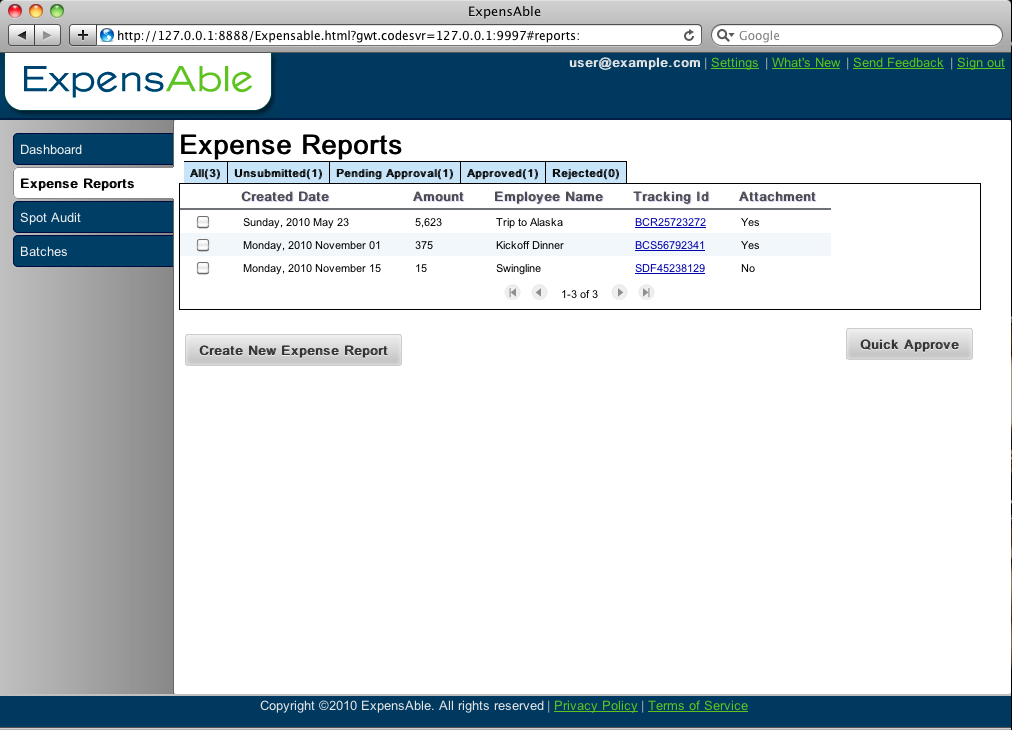 ExpensAble
http://127.0.0.1:8888/Expensable.html?gwt.codesvr=127.0.0.1:9997#reports:
Google
user@example.com | Settings | What's New | Send Feedback | Sign out
ExpensAble
Dashboard
Expense Reports
Spot Audit
Batches
Expense Reports
All(3) Unsubmitted(1) Pending Approval(1) Approved(1) Rejected(0)
Created Date Amount Employee Name Tracking Id Attachment
Sunday, 2010 May 23 5,623 Trip to Alaska BCR25723272 Yes
Monday, 2010 November 01 375 Kickoff Dinner BCS56792341 Yes
Monday, 2010 November 15 15 Swingline SDF45238129 No
1-3 of 3
Create New Expense Report
Quick Approve
Copyright ©2010 ExpensAble. All rights reserved | Privacy Policy | Terms of Service